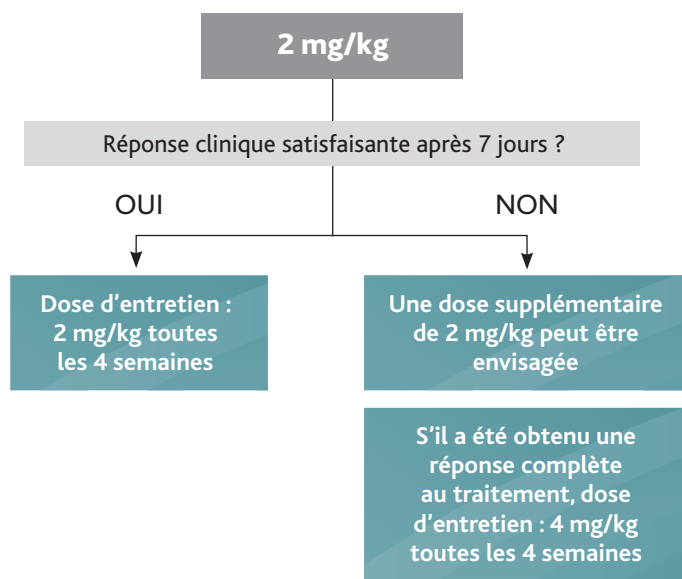 2 mg/kg
Réponse clinique satisfaisante après 7 jours ?
OUI
NON
Dose d’entretien :
2 mg/kg toutes
les 4 semaines
Une dose supplémentaire
de 2 mg/kg peut être
envisagée
S’il a été obtenu une
réponse complète
au traitement, dose
d’entretien : 4 mg/kg
toutes les 4 semaines